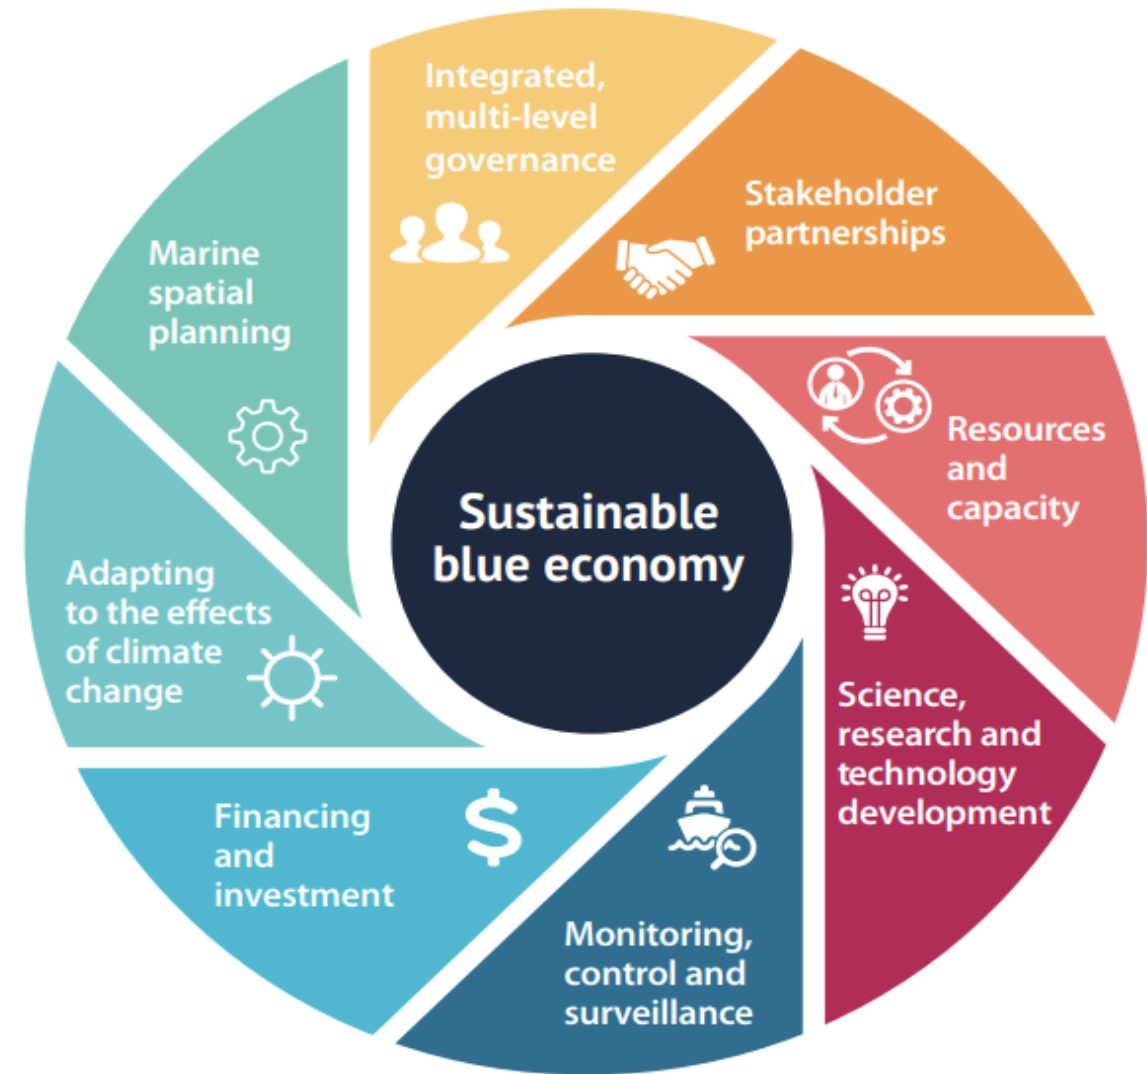 Integrated,
multi-level
governance
Stakeholder
partnerships
Resources
and
capacity
Science,
research and
technology
development
Monitoring,
control and
surveillance
Financing
and
investment
$
Adapting
to the effects
of climate
change
Marine
spatial
planning
Sustainable
blue economy